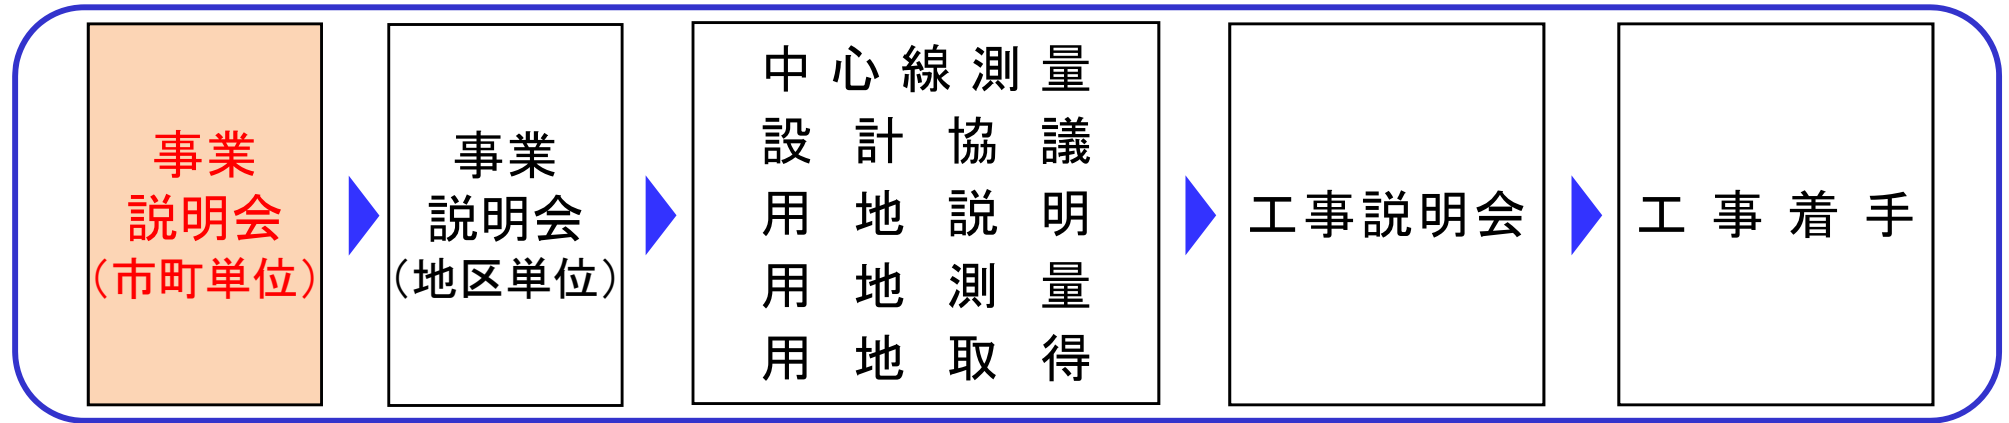 事業
説明会
（市町単位）
事業
説明会
（地区単位）
中心線測量
設計協議
用地説明
用地測量
用地取得
工事説明会
工事着手